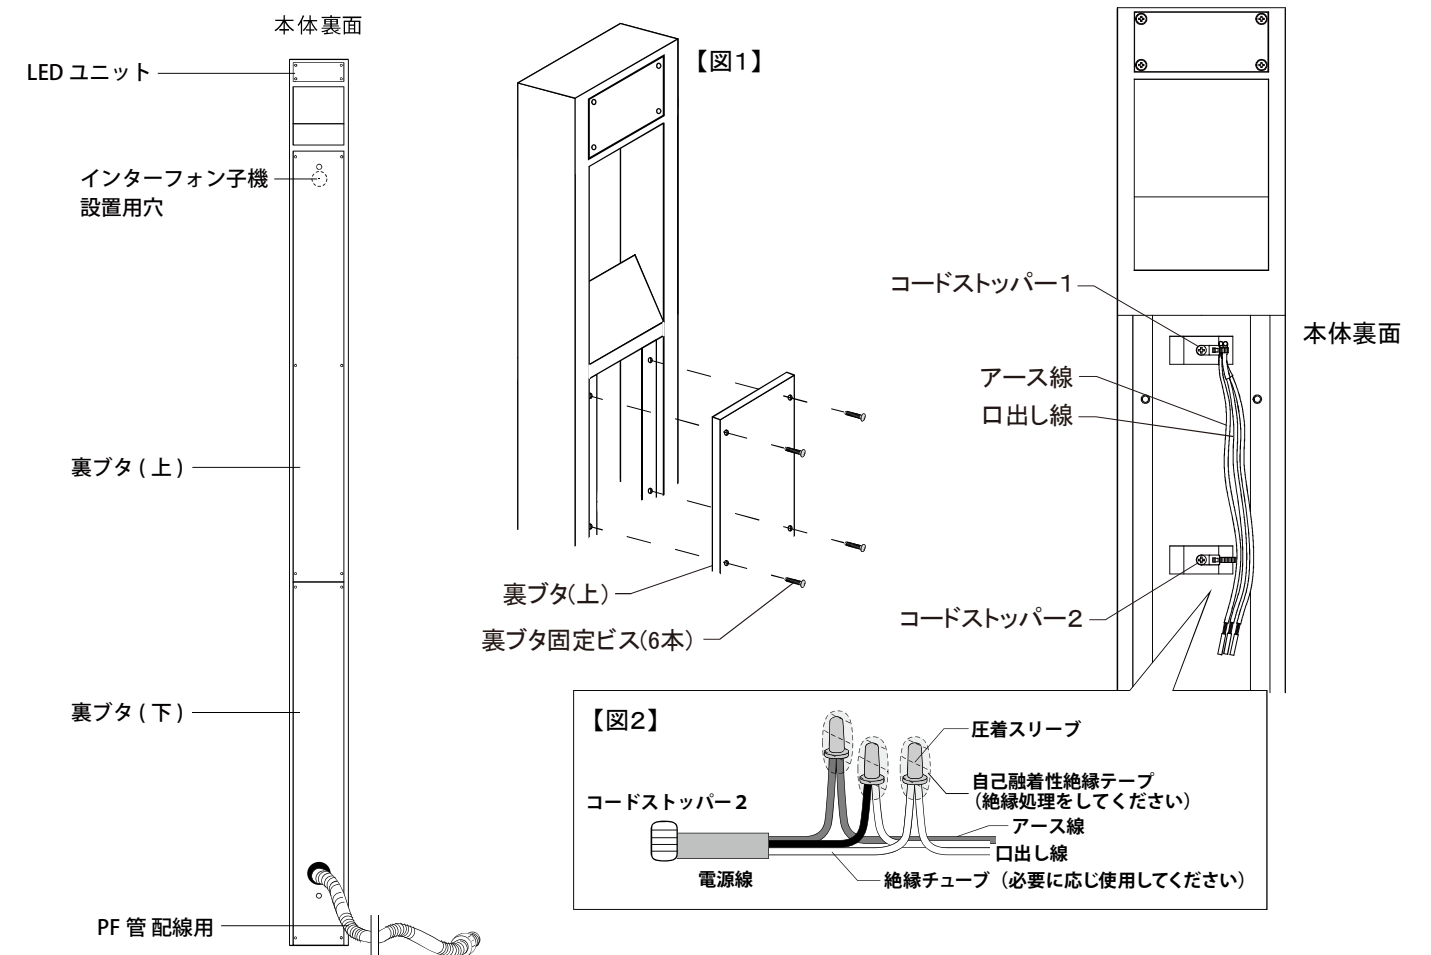 本体裏面
LED ユニット
インターフォン子機
設置用穴
裏ブタ ( 上 )
裏ブタ ( 下 )
PF 管 配線用
【図1】
裏ブタ(上)
裏ブタ固定ビス(6本)
コードストッパー1
本体裏面
アース線
口出し線
コードストッパー2
【図2】
圧着スリーブ
自己融着性絶縁テープ
（絶縁処理をしてください）
コードストッパー 2
アース線
口出し線
電源線
絶縁チューブ（必要に応じ使用してください）